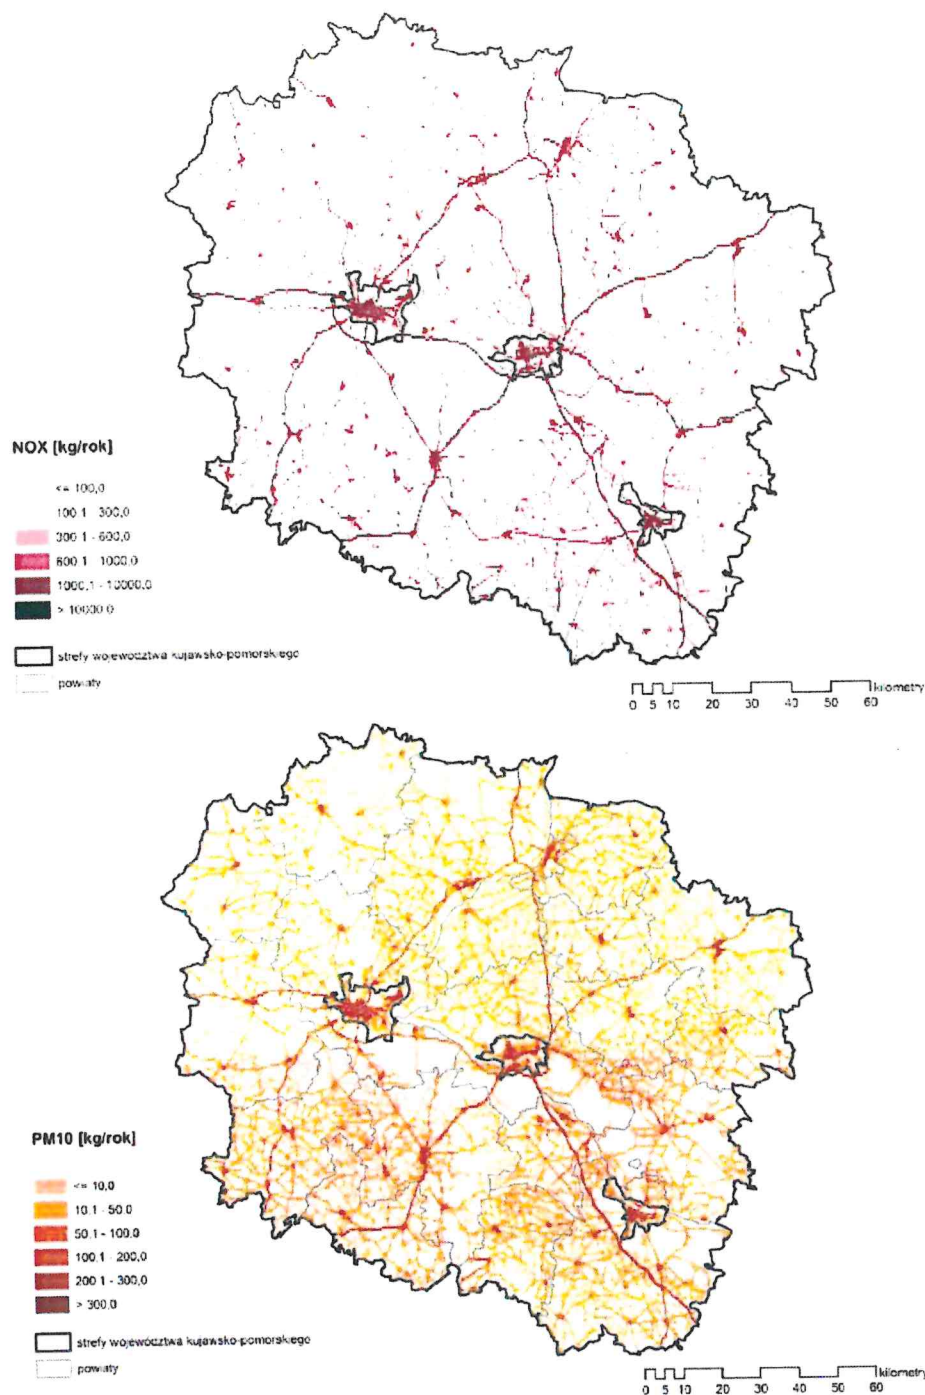 NOX [kg/rok]
<= 100,0
100,1 - 300,0
300,1 - 600,0
600,1 - 1000,0
1000,1 - 10000,0
> 10000,0
strefy województwa kujawsko-pomorskiego
powiaty
kilometry
0 5 10 20 30 40 50 60
PM10 [kg/rok]
<= 10,0
10,1 - 50,0
50,1 - 100,0
100,1 - 200,0
200,1 - 300,0
> 300,0
strefy województwa kujawsko-pomorskiego
powiaty
kilometry
0 5 10 20 30 40 50 60